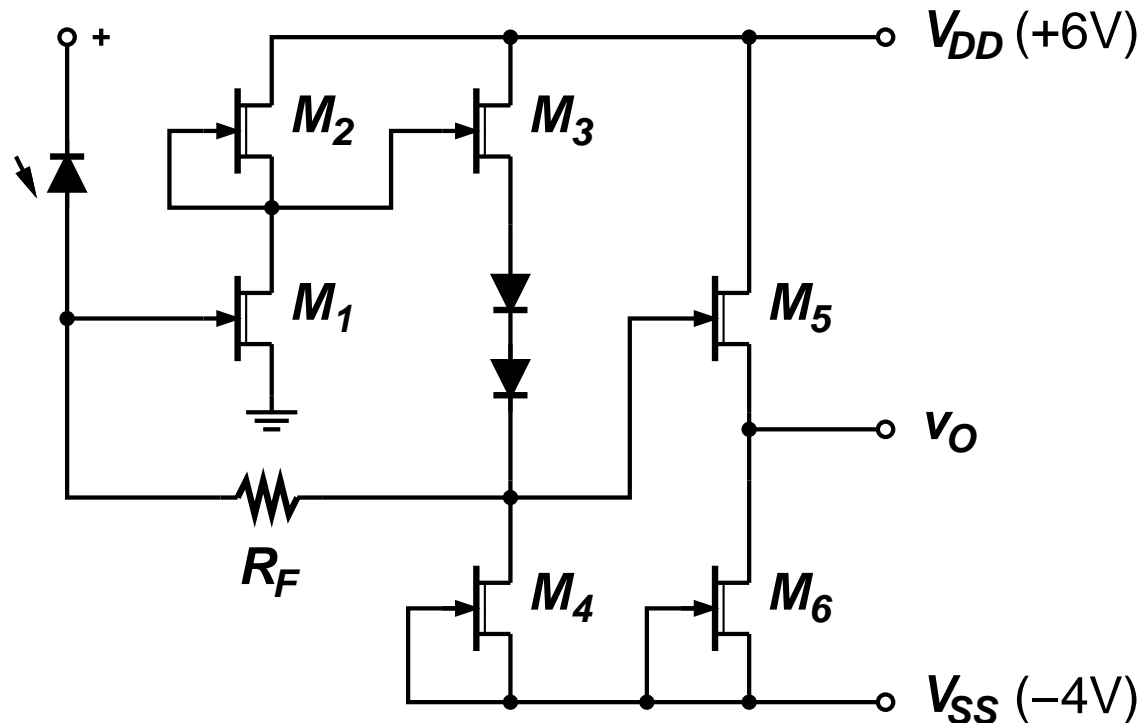 +
V_DD (+6V)
M_2
M_3
M_1
M_5
v_O
R_F
M_4
M_6
V_SS (−4V)